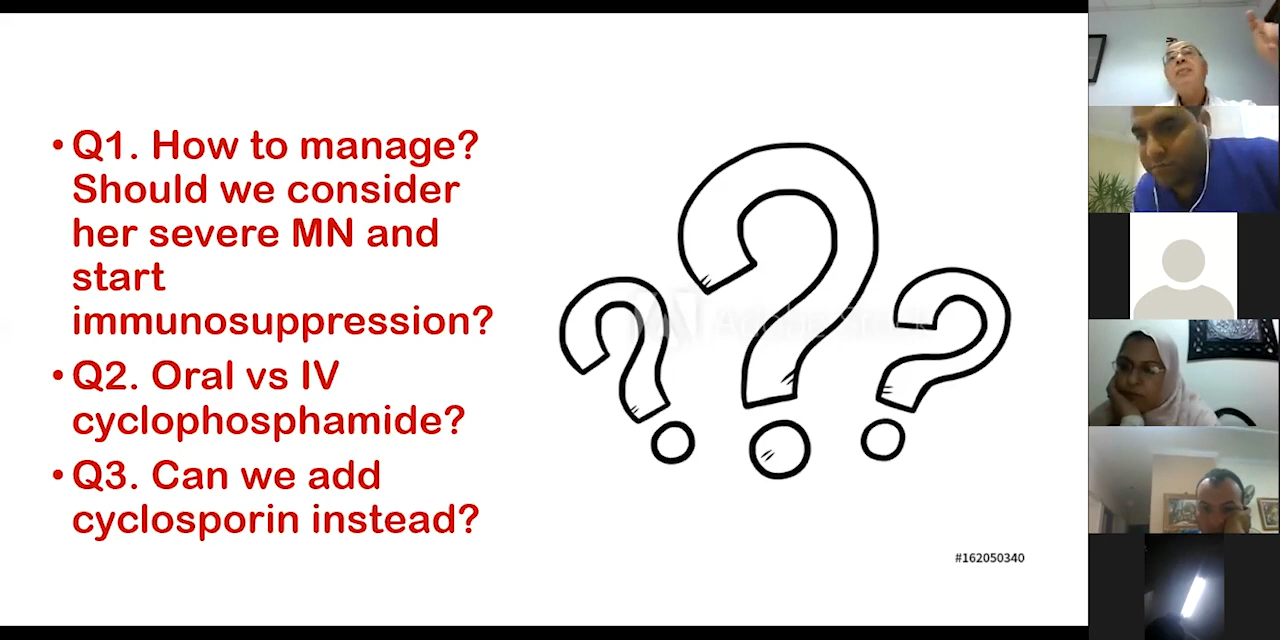 • Q1. How to manage?
Should we consider
her severe MN and
start
immunosuppression?
• Q2. Oral vs IV
cyclophosphamide?
• Q3. Can we add
cyclosporin instead?
#162050340